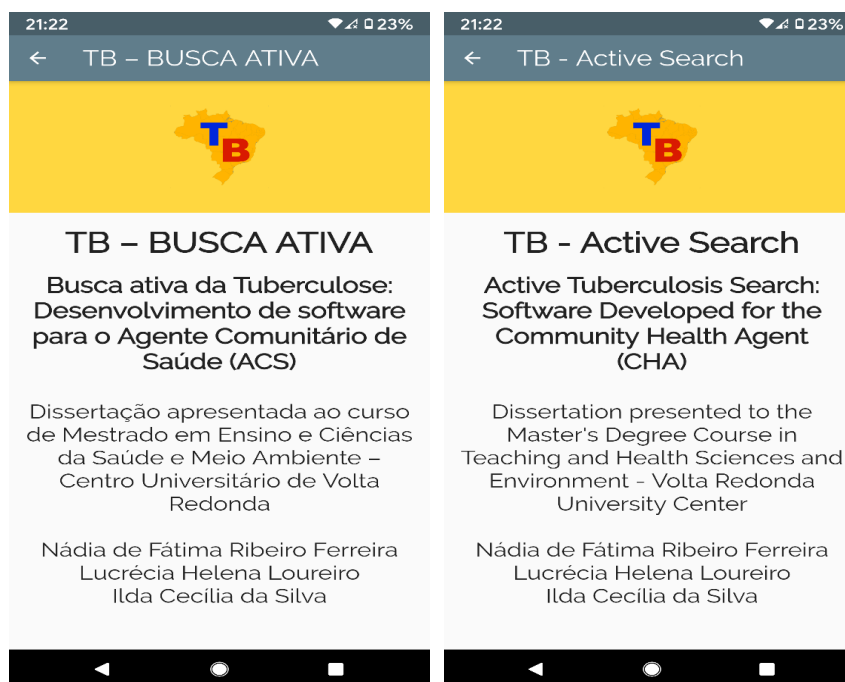 21:22
23%
TB – BUSCA ATIVA
TB
TB – BUSCA ATIVA
Busca ativa da Tuberculose:
Desenvolvimento de software
para o Agente Comunitário de
Saúde (ACS)
Dissertação apresentada ao curso
de Mestrado em Ensino e Ciências
da Saúde e Meio Ambiente –
Centro Universitário de Volta
Redonda
Nádia de Fátima Ribeiro Ferreira
Lucrécia Helena Loureiro
Ilda Cecília da Silva
21:22
23%
TB - Active Search
TB
TB - Active Search
Active Tuberculosis Search:
Software Developed for the
Community Health Agent
(CHA)
Dissertation presented to the
Master's Degree Course in
Teaching and Health Sciences and
Environment - Volta Redonda
University Center
Nádia de Fátima Ribeiro Ferreira
Lucrécia Helena Loureiro
Ilda Cecília da Silva